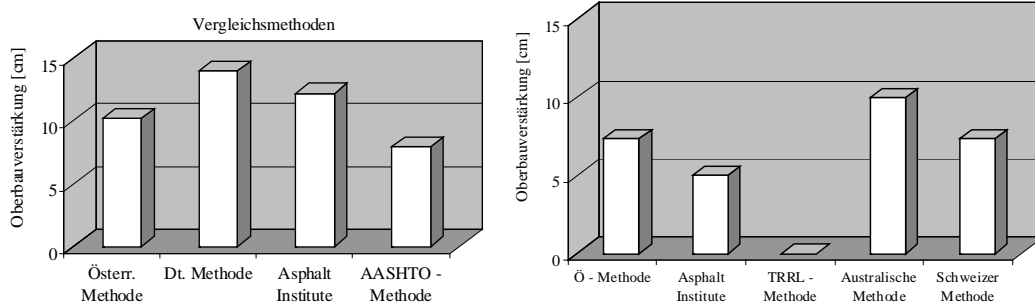 Vergleichsmethoden
Oberbauverstärkung [cm]
15
10
5
0
Österr. Methode
Dt. Methode
Asphalt Institute
AASHTO - Methode
Oberbauverstärkung [cm]
15
10
5
0
Ö - Methode
Asphalt Institute
TRRL - Methode
Australische Methode
Schweizer Methode